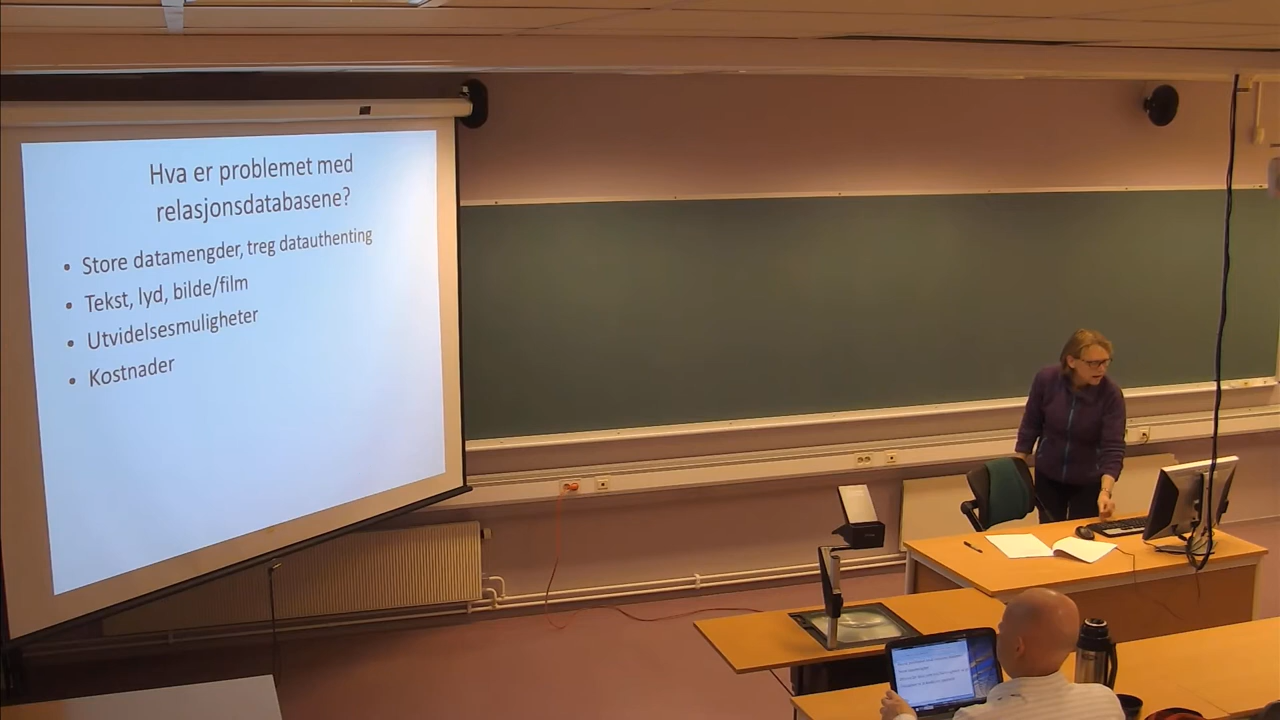 Hva er problemet med
relasjonsdatabasene?
• Store datamengder, treg datauthenting
• Tekst, lyd, bilde/film
• Utvidelsesmuligheter
• Kostnader